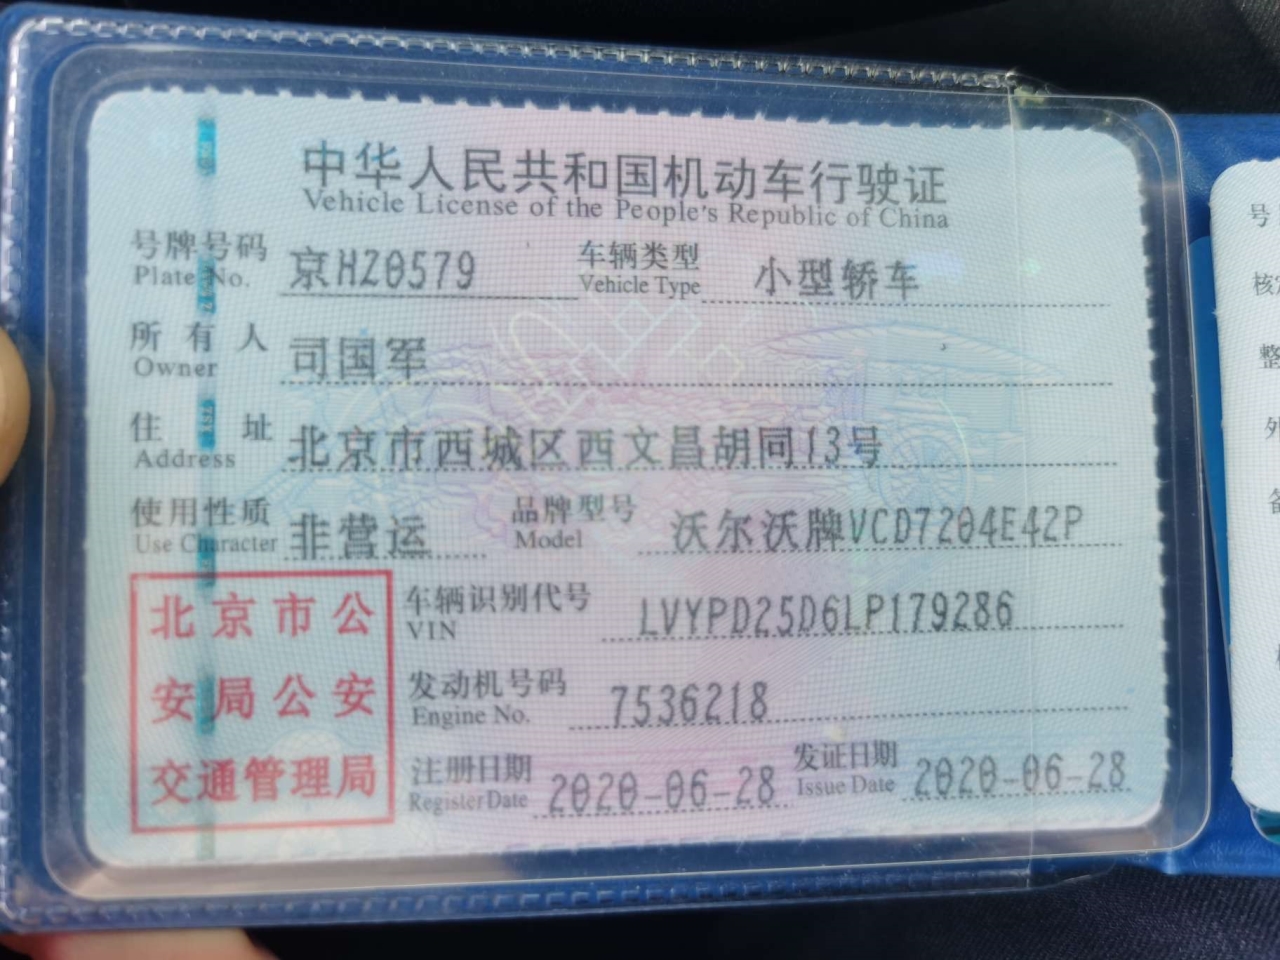 中华人民共和国机动车行驶证
Vehicle License of the People's Republic of China
号牌号码 京HZ0579 车辆类型 小型轿车
Plate No. Vehicle Type
所有人 司国军
Owner
住址 北京市西城区西文昌胡同13号
Address
使用性质 非营运 品牌型号 沃尔沃牌VCD7204E42P
Use Character Model
北京市公
安局公安
交通管理局
车辆识别代号 LVYPD25D6LP179286
VIN
发动机号码 7536218
Engine No.
注册日期 2020-06-28 发证日期 2020-06-28
Register Date Issue Date
号